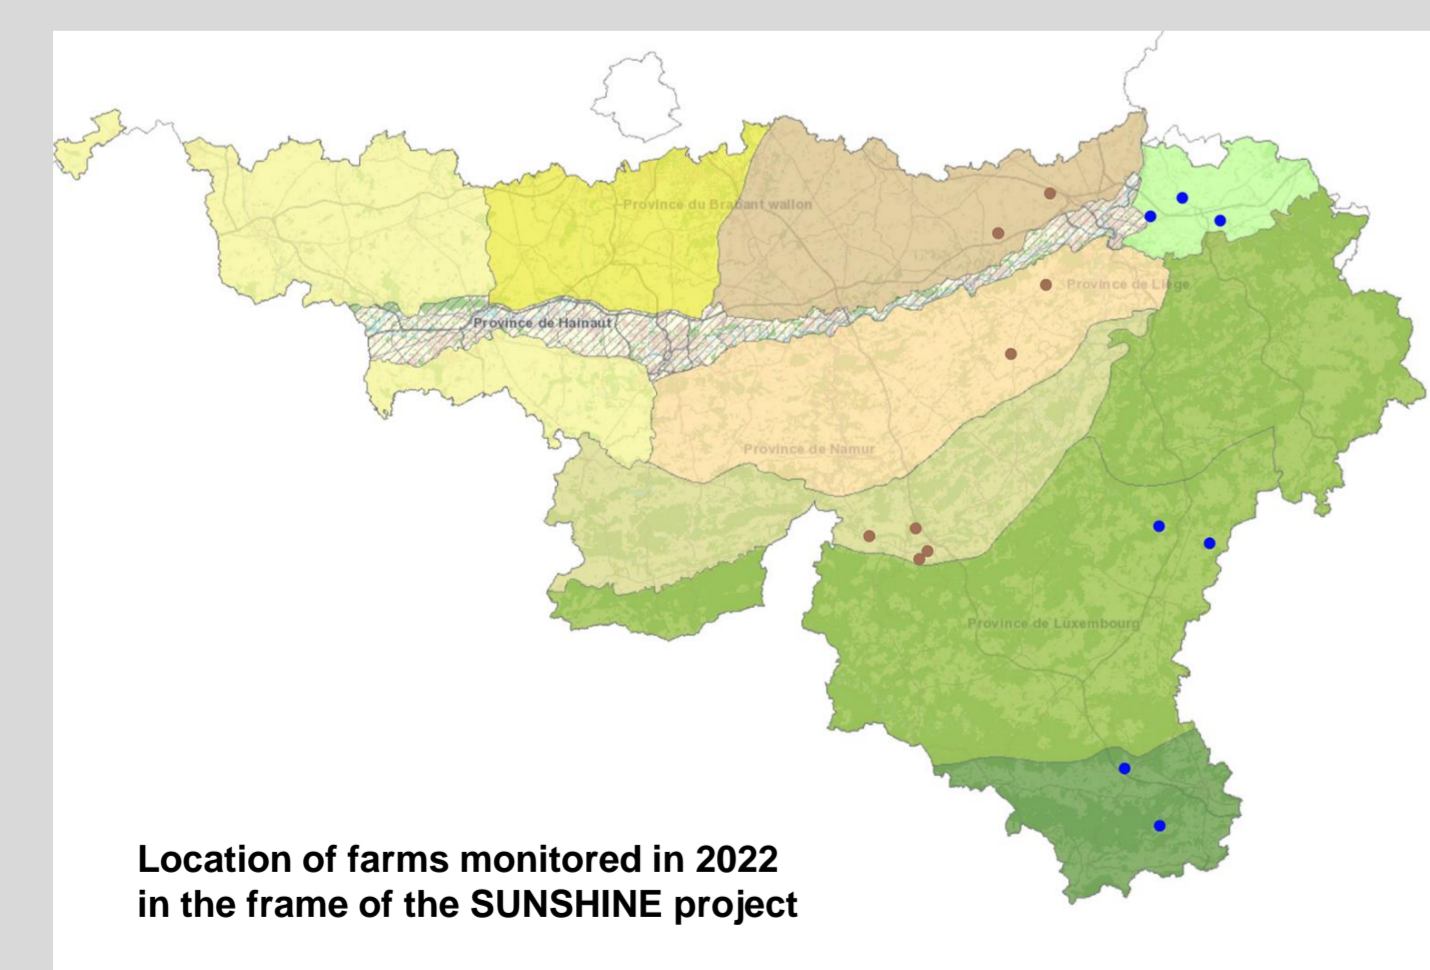 Province du Brabant wallon
Province de Liège
Province de Hainaut
Province de Namur
Province de Luxembourg
Location of farms monitored in 2022
in the frame of the SUNSHINE project